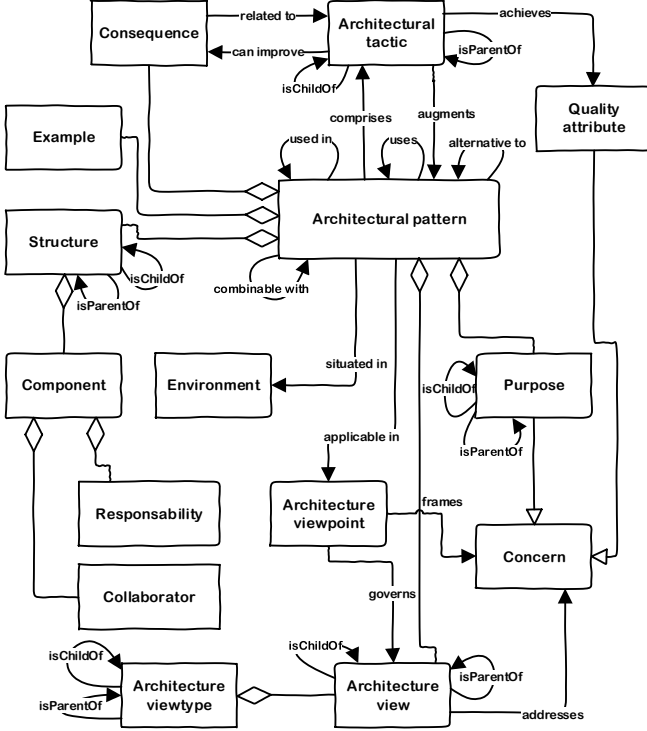 Consequence
related to
Architectural
tactic
achieves
can improve
isParentOf
isChildOf
Quality
attribute
Example
comprises
augments
used in
uses
alternative to
Architectural pattern
Structure
isChildOf
isParentOf
combinable with
Component
Environment
situated in
isChildOf
Purpose
isParentOf
applicable in
Responsability
Architecture
viewpoint
frames
Concern
Collaborator
governs
isChildOf
isParentOf
Architecture
viewtype
isChildOf
Architecture
view
isParentOf
addresses